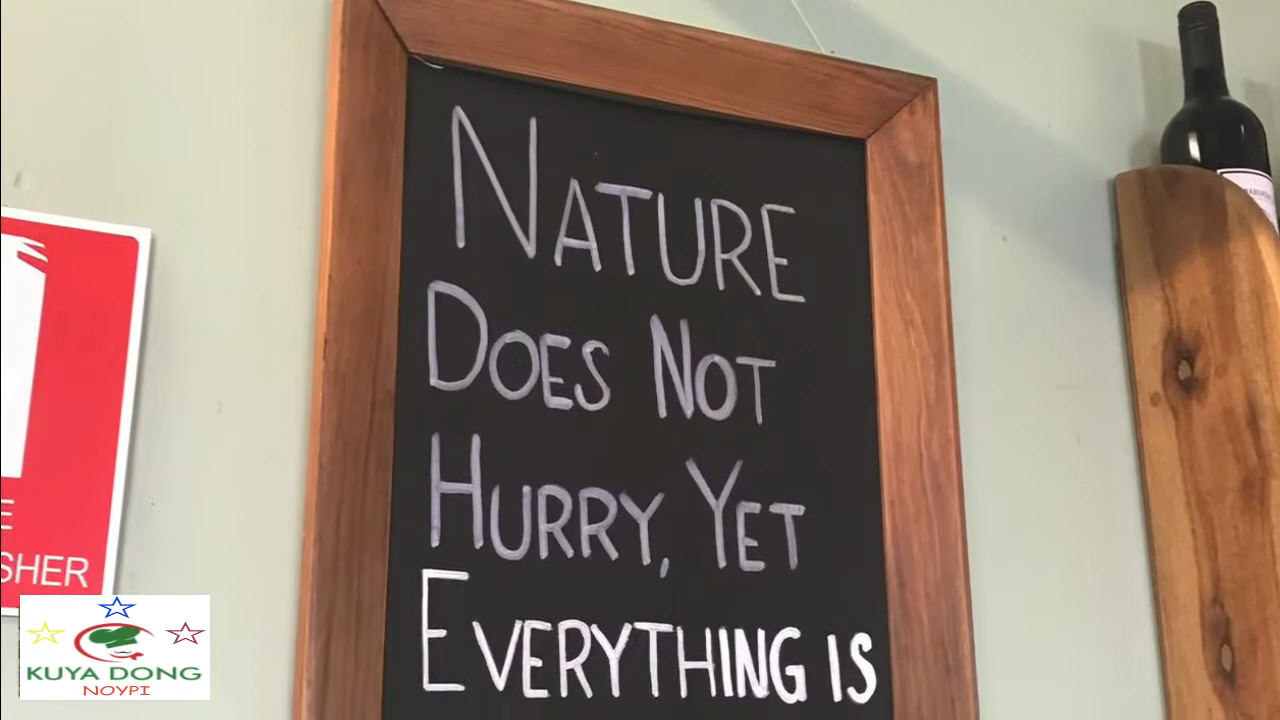 NATURE
DOES NOT
HURRY, YET
EVERYTHING IS
SHER
KUYA DONG
NOYPI